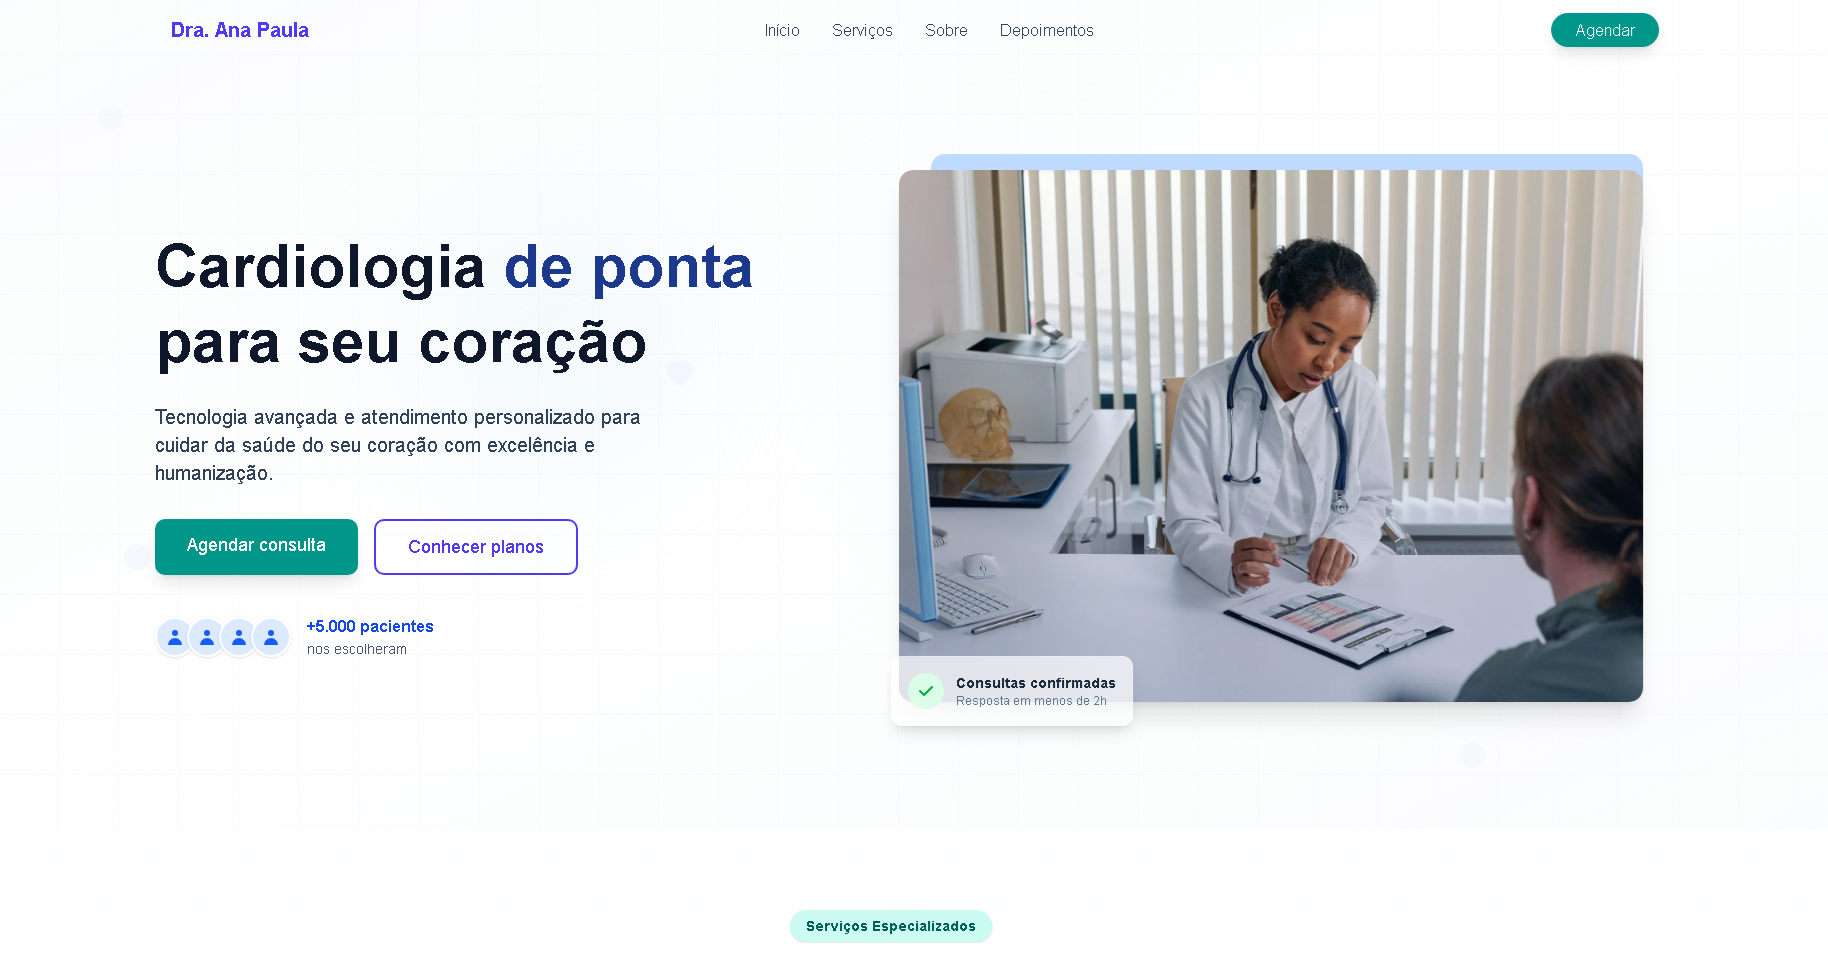 Dra. Ana Paula
Início
Serviços
Sobre
Depoimentos
Agendar
Cardiologia de ponta
para seu coração
Tecnologia avançada e atendimento personalizado para
cuidar da saúde do seu coração com excelência e
humanização.
Agendar consulta
Conhecer planos
+5.000 pacientes
nos escolheram
Consultas confirmadas
Resposta em menos de 2h
Serviços Especializados